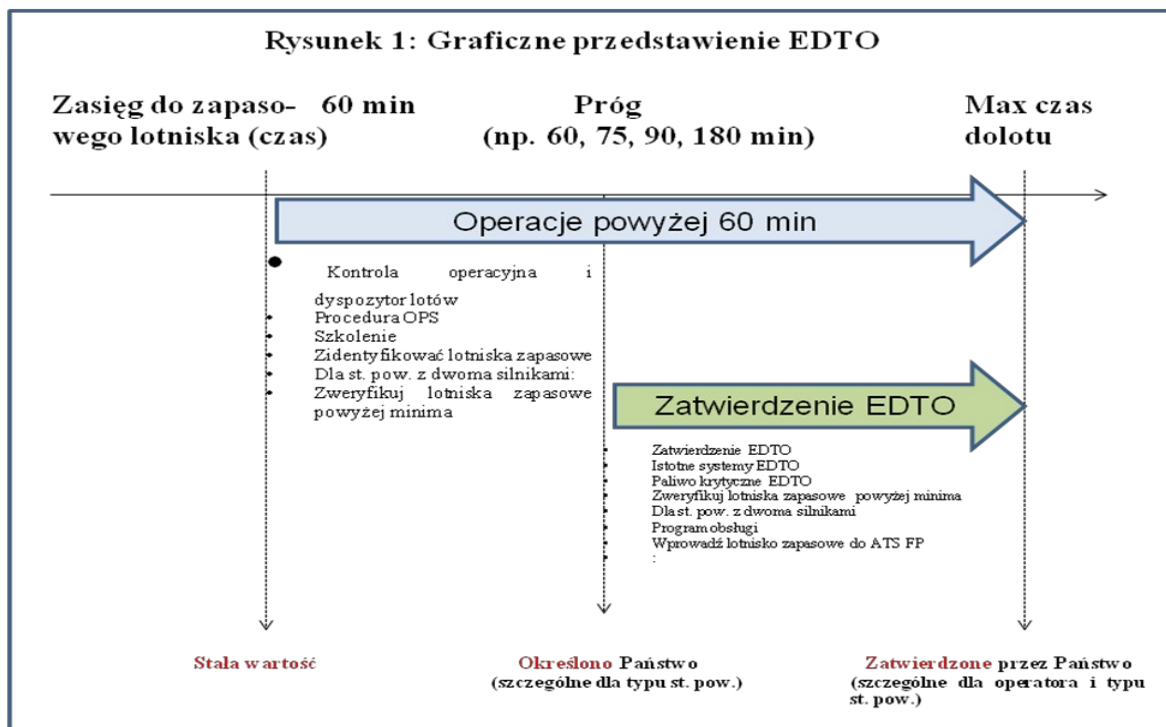 Rysunek 1: Graficzne przedstawienie EDTO
Zasięg do zapaso- 60 min
wego lotniska (czas)
Próg
(np. 60, 75, 90, 180 min)
Max czas
dolotu
Operacje powyżej 60 min
Kontrola operacyjna i
dyspozytor lotów
Procedura OPS
Szkolenie
Zidentyfikować lotniska zapasowe
Dla st. pow. z dwoma silnikami:
Zweryfikuj lotniska zapasowe
powyżej minima
Zatwierdzenie EDTO
Zatwierdzenie EDTO
Istotne systemy EDTO
Paliwo krytyczne EDTO
Zweryfikuj lotniska zapasowe powyżej minima
Dla st. pow. z dwoma silnikami
Program obsługi
Wprowadź lotnisko zapasowe do ATS FP
:
Stała wartość
Określono Państwo
(szczególne dla typu st. pow.)
Zatwierdzone przez Państwo
(szczególne dla operatora i typu
st. pow.)